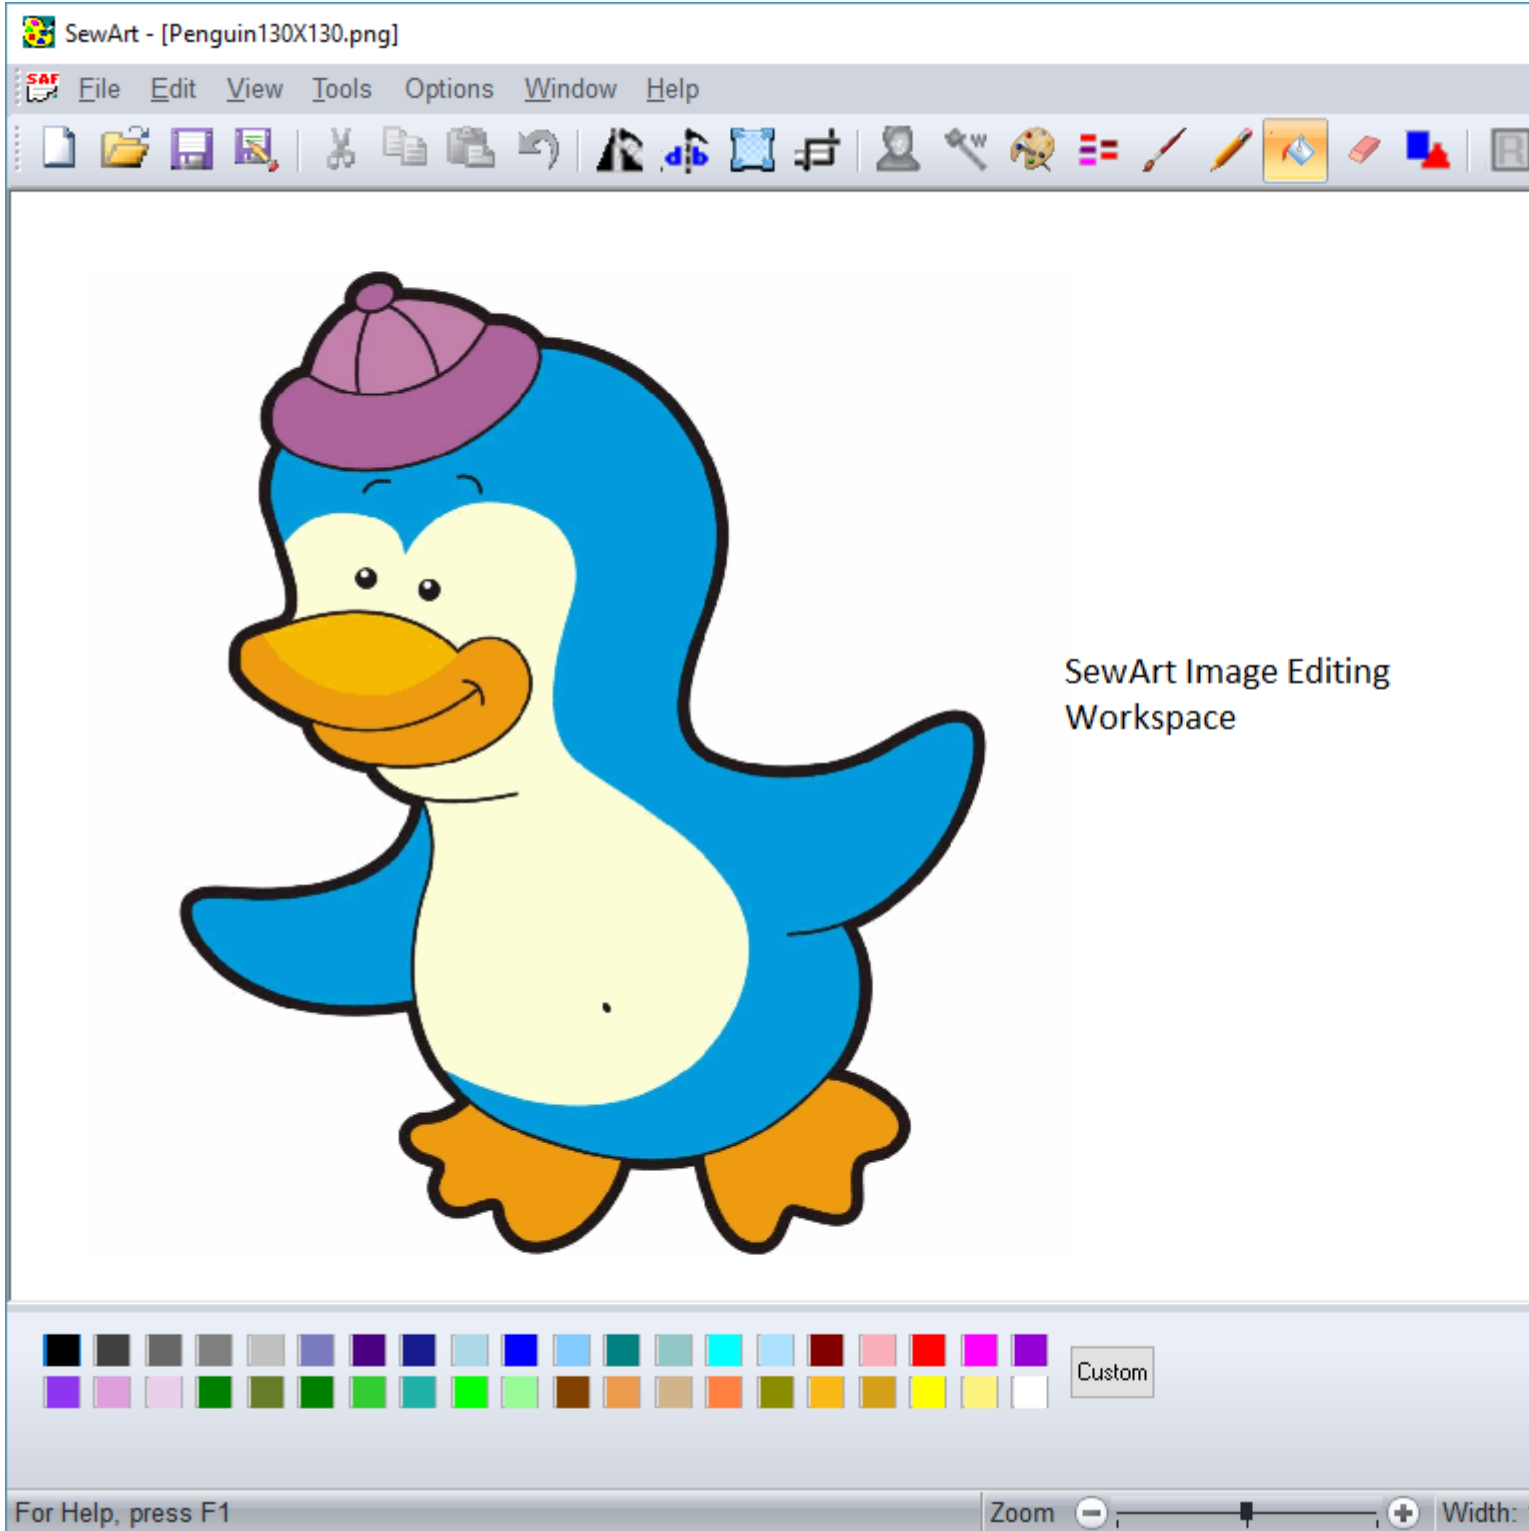 SewArt - [Penguin130X130.png]
SAF File Edit View Tools Options Window Help
d b W R
SewArt Image Editing
Workspace
Custom
For Help, press F1 Zoom Width: